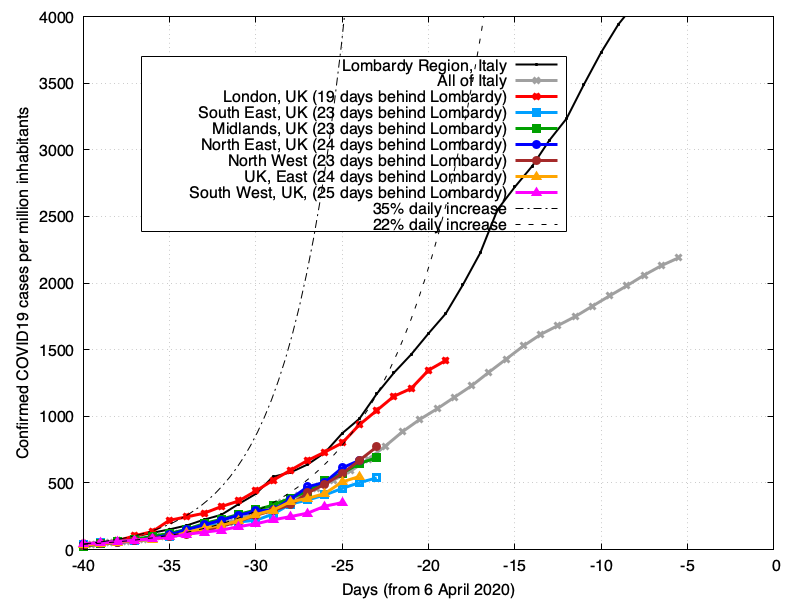 4000
3500
3000
2500
2000
1500
1000
500
0
Confirmed COVID19 cases per million inhabitants
Lombardy Region, Italy
All of Italy
London, UK (19 days behind Lombardy)
South East, UK (23 days behind Lombardy)
Midlands, UK (23 days behind Lombardy)
North East, UK (24 days behind Lombardy)
North West (23 days behind Lombardy)
UK, East (24 days behind Lombardy)
South West, UK, (25 days behind Lombardy)
35% daily increase
22% daily increase
-40 -35 -30 -25 -20 -15 -10 -5 0
Days (from 6 April 2020)